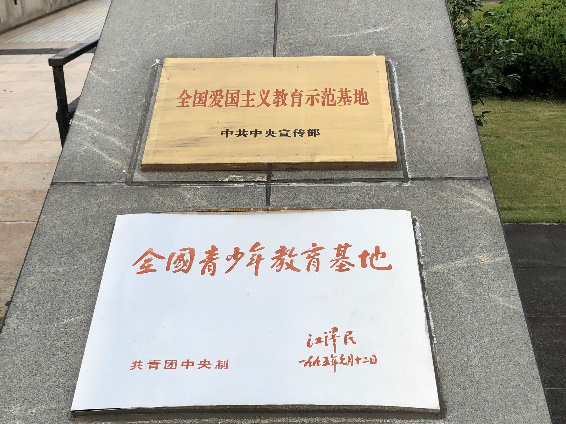 全国爱国主义教育示范基地
中共中央宣传部
全國青少年教育基地
江泽民
共青团中央制
一九九五年七月十二日